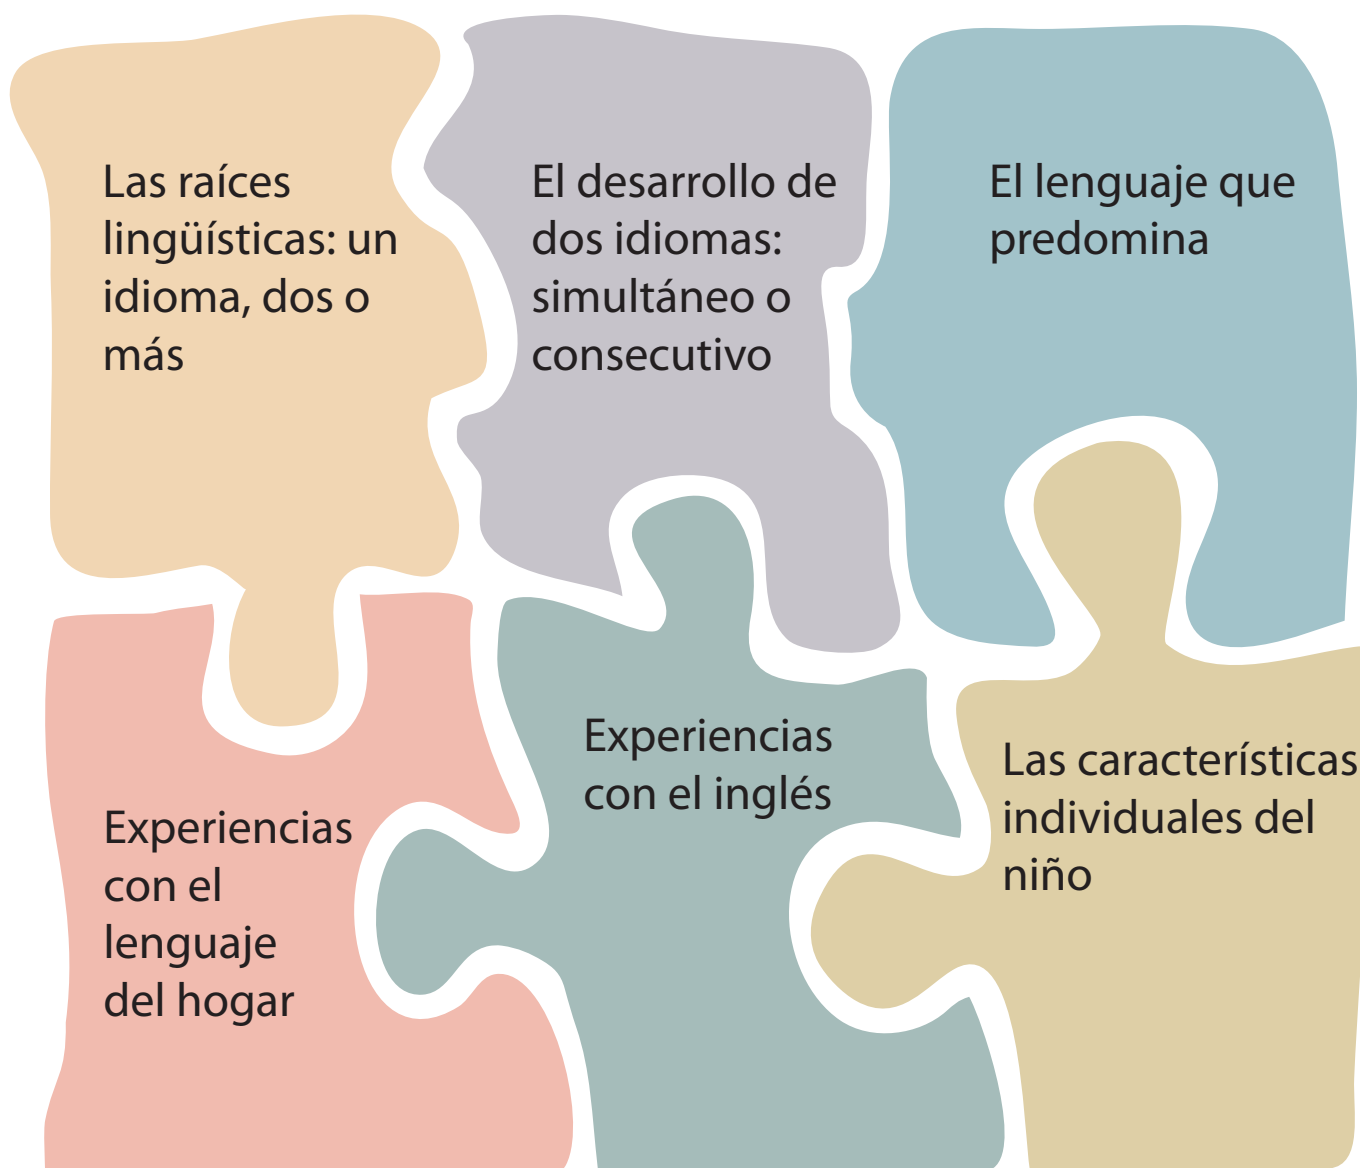 Las raíces
lingüísticas: un
idioma, dos o
más
El desarrollo de
dos idiomas:
simultáneo o
consecutivo
El lenguaje que
predomina
Experiencias
con el
lenguaje
del hogar
Experiencias
con el inglés
Las características
individuales del
niño